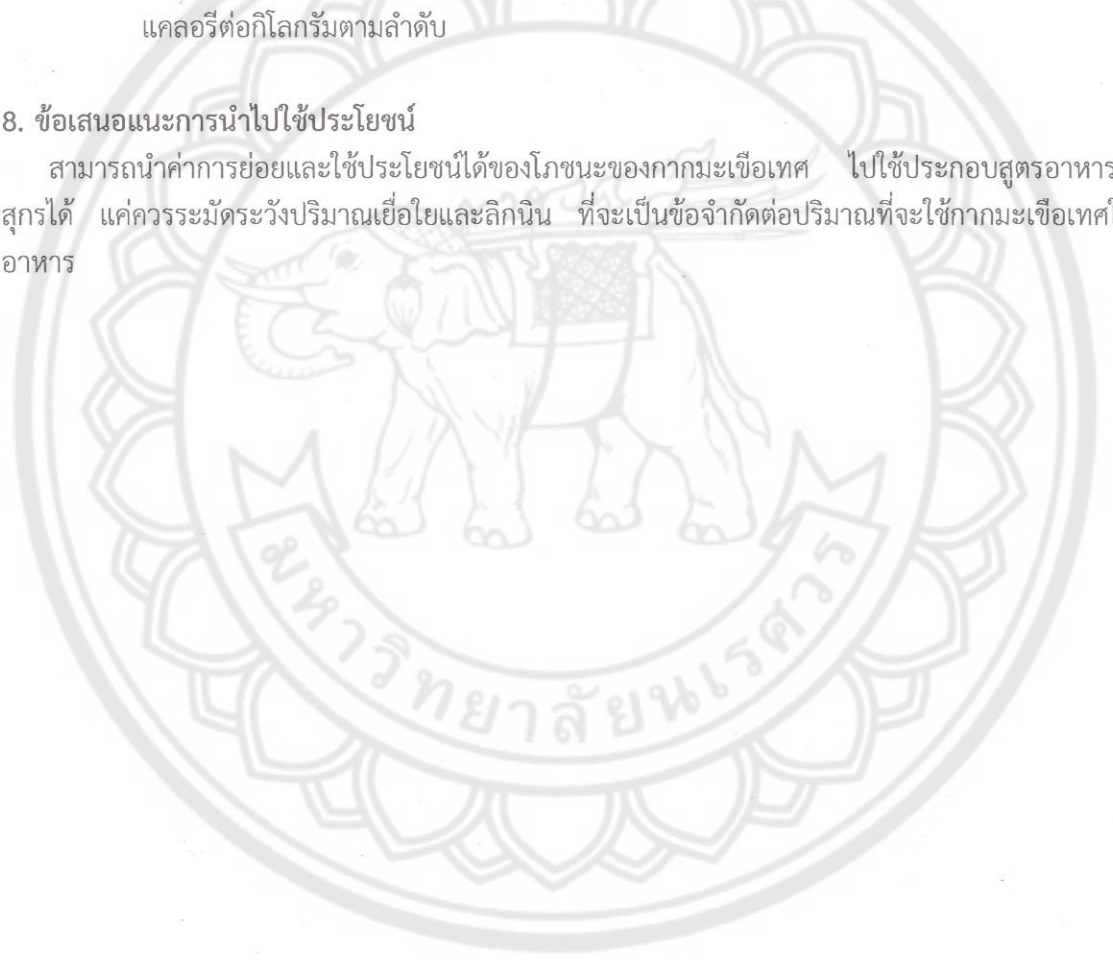 แคลอรีต่อกิโลกรัมตามลำดับ
8. ข้อเสนอแนะการนำไปใช้ประโยชน์
สามารถนำค่าการย่อยและใช้ประโยชน์ได้ของโภชนะของกากมะเขือเทศ ไปใช้ประกอบสูตรอาหาร
สุกรได้ แค่ควรระมัดระวังปริมาณเยื่อใยและลิกนิน ที่จะเป็นข้อจำกัดต่อปริมาณที่จะใช้กากมะเขือเทศใ
อาหาร
มหาวิทยาลัยนเรศวร